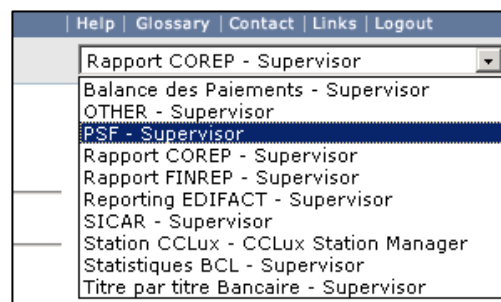 | Help | Glossary | Contact | Links | Logout
Rapport COREP - Supervisor
Balance des Paiements - Supervisor
OTHER - Supervisor
PSF - Supervisor
Rapport COREP - Supervisor
Rapport FINREP - Supervisor
Reporting EDIFACT - Supervisor
SICAR - Supervisor
Station CCLux - CCLux Station Manager
Statistiques BCL - Supervisor
Titre par titre Bancaire - Supervisor